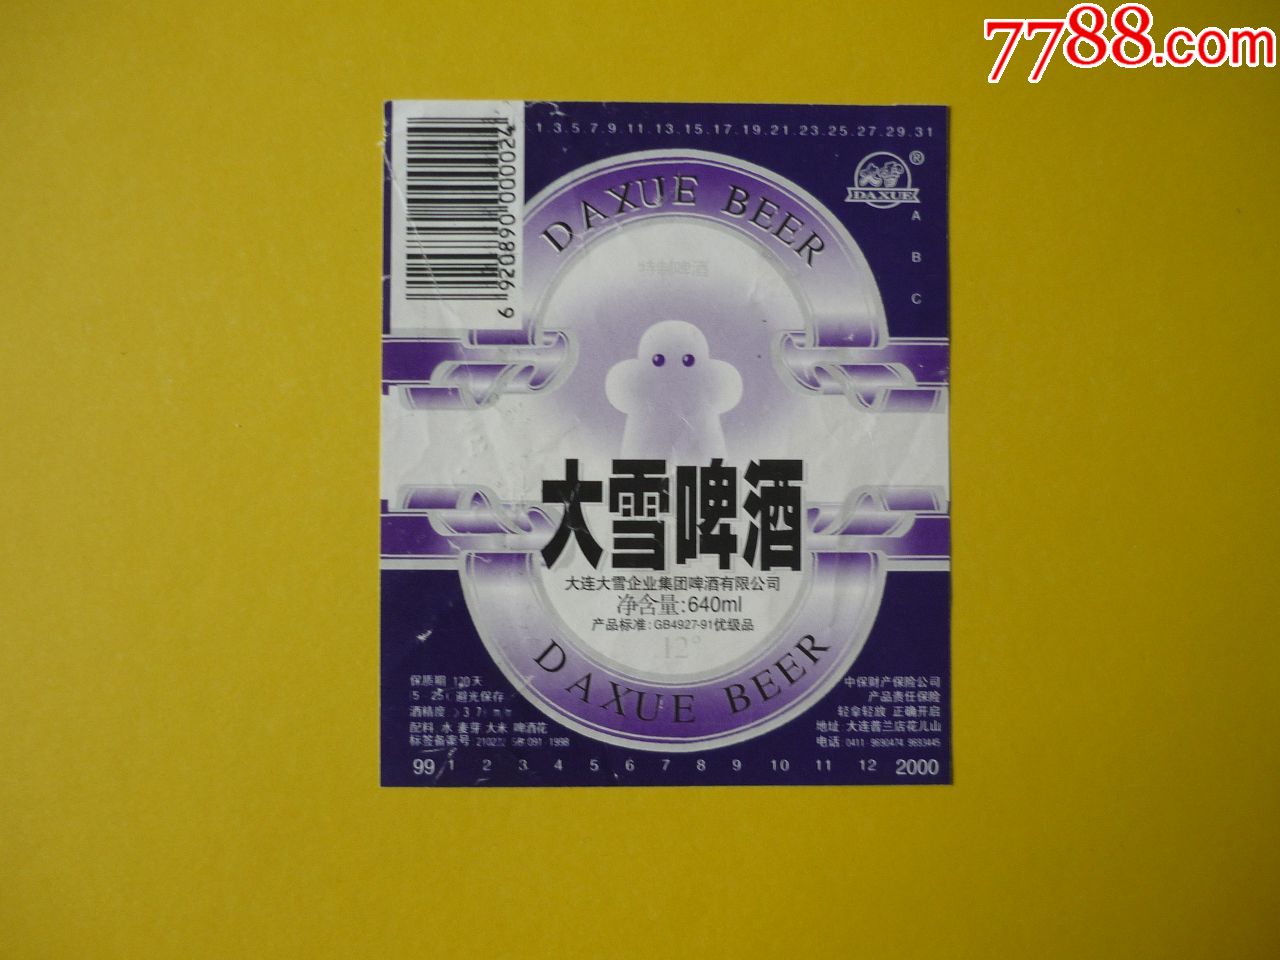 7788.com
1.3.5.7.9.11.13.15.17.19.21.23.25.27.29.31
6 920890 000024
®
DAXUE
A
B
C
DAXUE BEER
特制啤酒
大雪啤酒
大连大雪企业集团啤酒有限公司
净含量:640ml
产品标准:GB4927-91优级品
12°
DAXUE BEER
保质期
避光保存
酒精度
配料 水 麦芽 大米 啤酒花
标签备案号
中保财产保险公司
产品责任保险
轻拿轻放 正确开启
地址 大连普兰店花儿山
电话 0411 9690474 9693445
99 1 2 3 4 5 6 7 8 9 10 11 12 2000